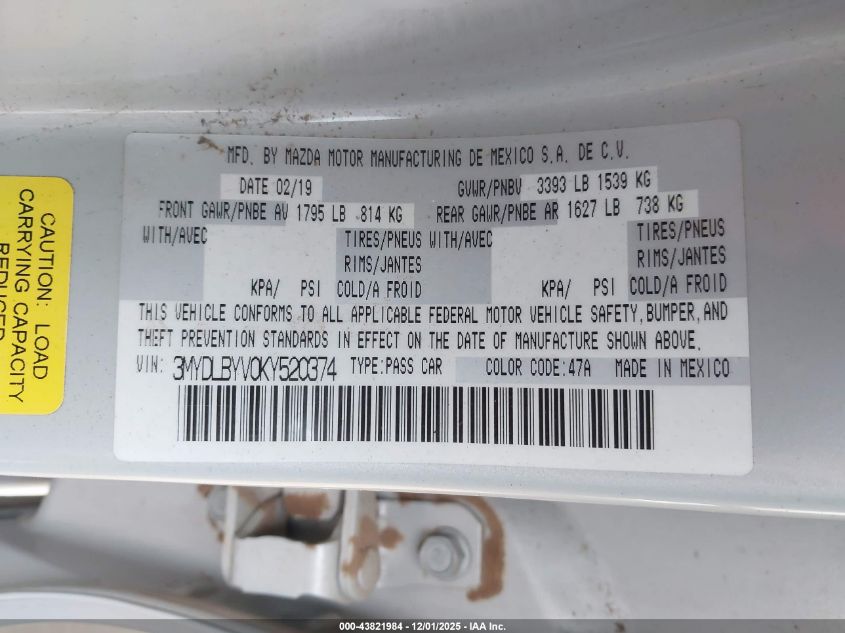 MFD. BY MAZDA MOTOR MANUFACTURING DE MEXICO S.A. DE C.V.
DATE 02/19 GVWR/PNBV 3393 LB 1539 KG
FRONT GAWR/PNBE AV 1795 LB 814 KG REAR GAWR/PNBE AR 1627 LB 738 KG
WITH/AVEC TIRES/PNEUS WITH/AVEC TIRES/PNEUS
RIMS/JANTES RIMS/JANTES
KPA/ PSI COLD/A FROID KPA/ PSI COLD/A FROID
THIS VEHICLE CONFORMS TO ALL APPLICABLE FEDERAL MOTOR VEHICLE SAFETY, BUMPER, AND
THEFT PREVENTION STANDARDS IN EFFECT ON THE DATE OF MANUFACTURE SHOWN ABOVE.
VIN: 3MYDLBYV0KY520374 TYPE:PASS CAR COLOR CODE:47A MADE IN MEXICO
CAUTION: LOAD
CARRYING CAPACITY
REDUCED
000-43821984 - 12/01/2025 - IAA Inc.